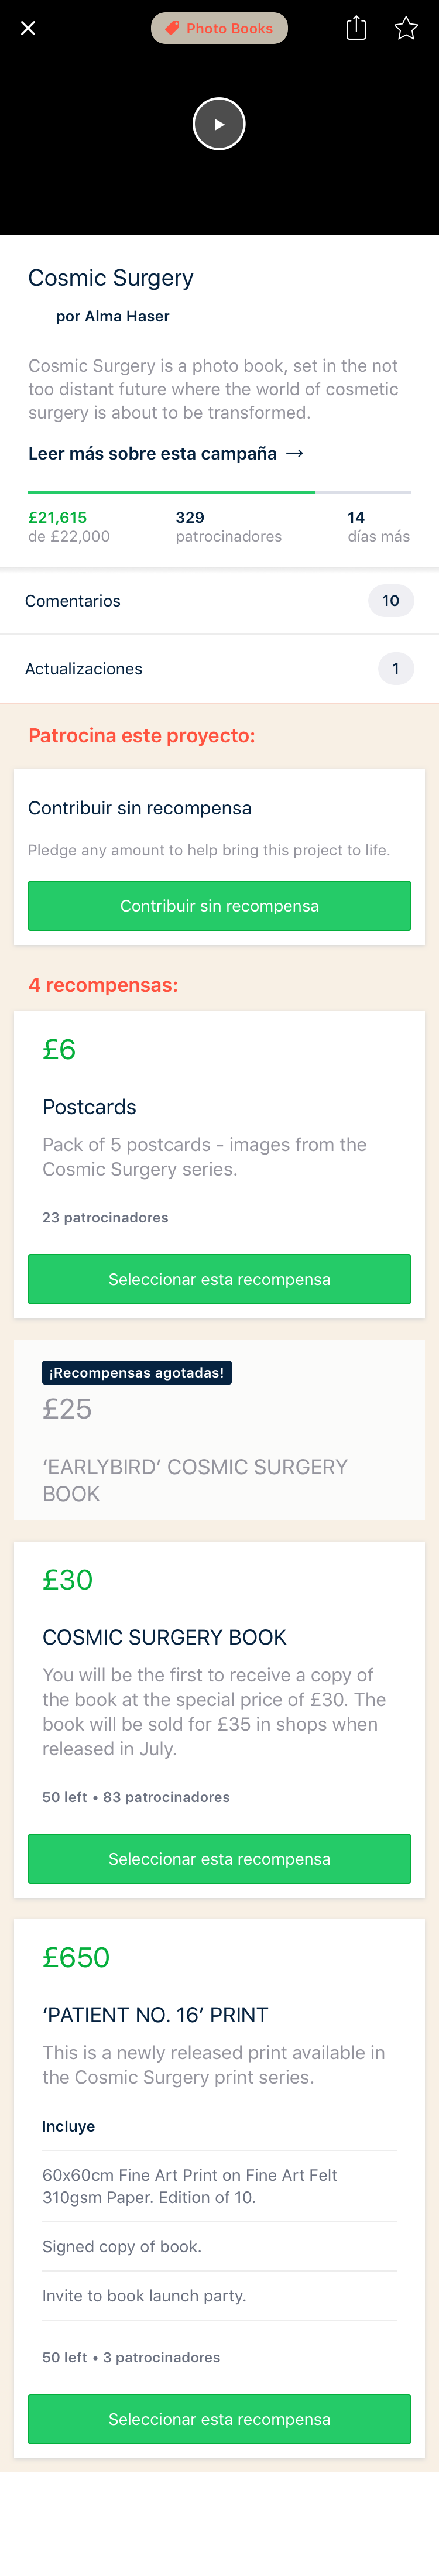 Photo Books
Cosmic Surgery
por Alma Haser
Cosmic Surgery is a photo book, set in the not
too distant future where the world of cosmetic
surgery is about to be transformed.
Leer más sobre esta campaña →
£21,615
de £22,000
329
patrocinadores
14
días más
Comentarios
10
Actualizaciones
1
Patrocina este proyecto:
Contribuir sin recompensa
Pledge any amount to help bring this project to life.
Contribuir sin recompensa
4 recompensas:
£6
Postcards
Pack of 5 postcards - images from the
Cosmic Surgery series.
23 patrocinadores
Seleccionar esta recompensa
¡Recompensas agotadas!
£25
‘EARLYBIRD’ COSMIC SURGERY
BOOK
£30
COSMIC SURGERY BOOK
You will be the first to receive a copy of
the book at the special price of £30. The
book will be sold for £35 in shops when
released in July.
50 left • 83 patrocinadores
Seleccionar esta recompensa
£650
‘PATIENT NO. 16’ PRINT
This is a newly released print available in
the Cosmic Surgery print series.
Incluye
60x60cm Fine Art Print on Fine Art Felt
310gsm Paper. Edition of 10.
Signed copy of book.
Invite to book launch party.
50 left • 3 patrocinadores
Seleccionar esta recompensa